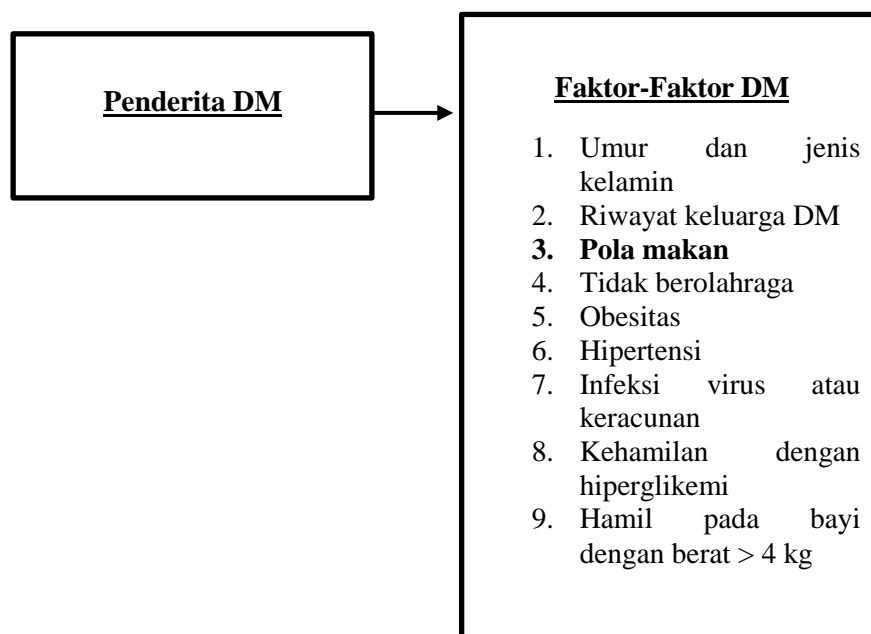 Penderita DM
Faktor-Faktor DM
1. Umur dan jenis
kelamin
2. Riwayat keluarga DM
3. Pola makan
4. Tidak berolahraga
5. Obesitas
6. Hipertensi
7. Infeksi virus atau
keracunan
8. Kehamilan dengan
hiperglikemi
9. Hamil pada bayi
dengan berat > 4 kg